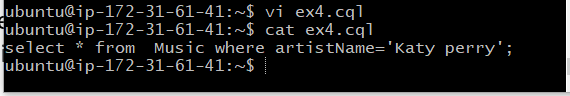 ubuntu@ip-172-31-61-41:~$ vi ex4.cql
ubuntu@ip-172-31-61-41:~$ cat ex4.cql
select * from  Music where artistName='Katy perry';
ubuntu@ip-172-31-61-41:~$